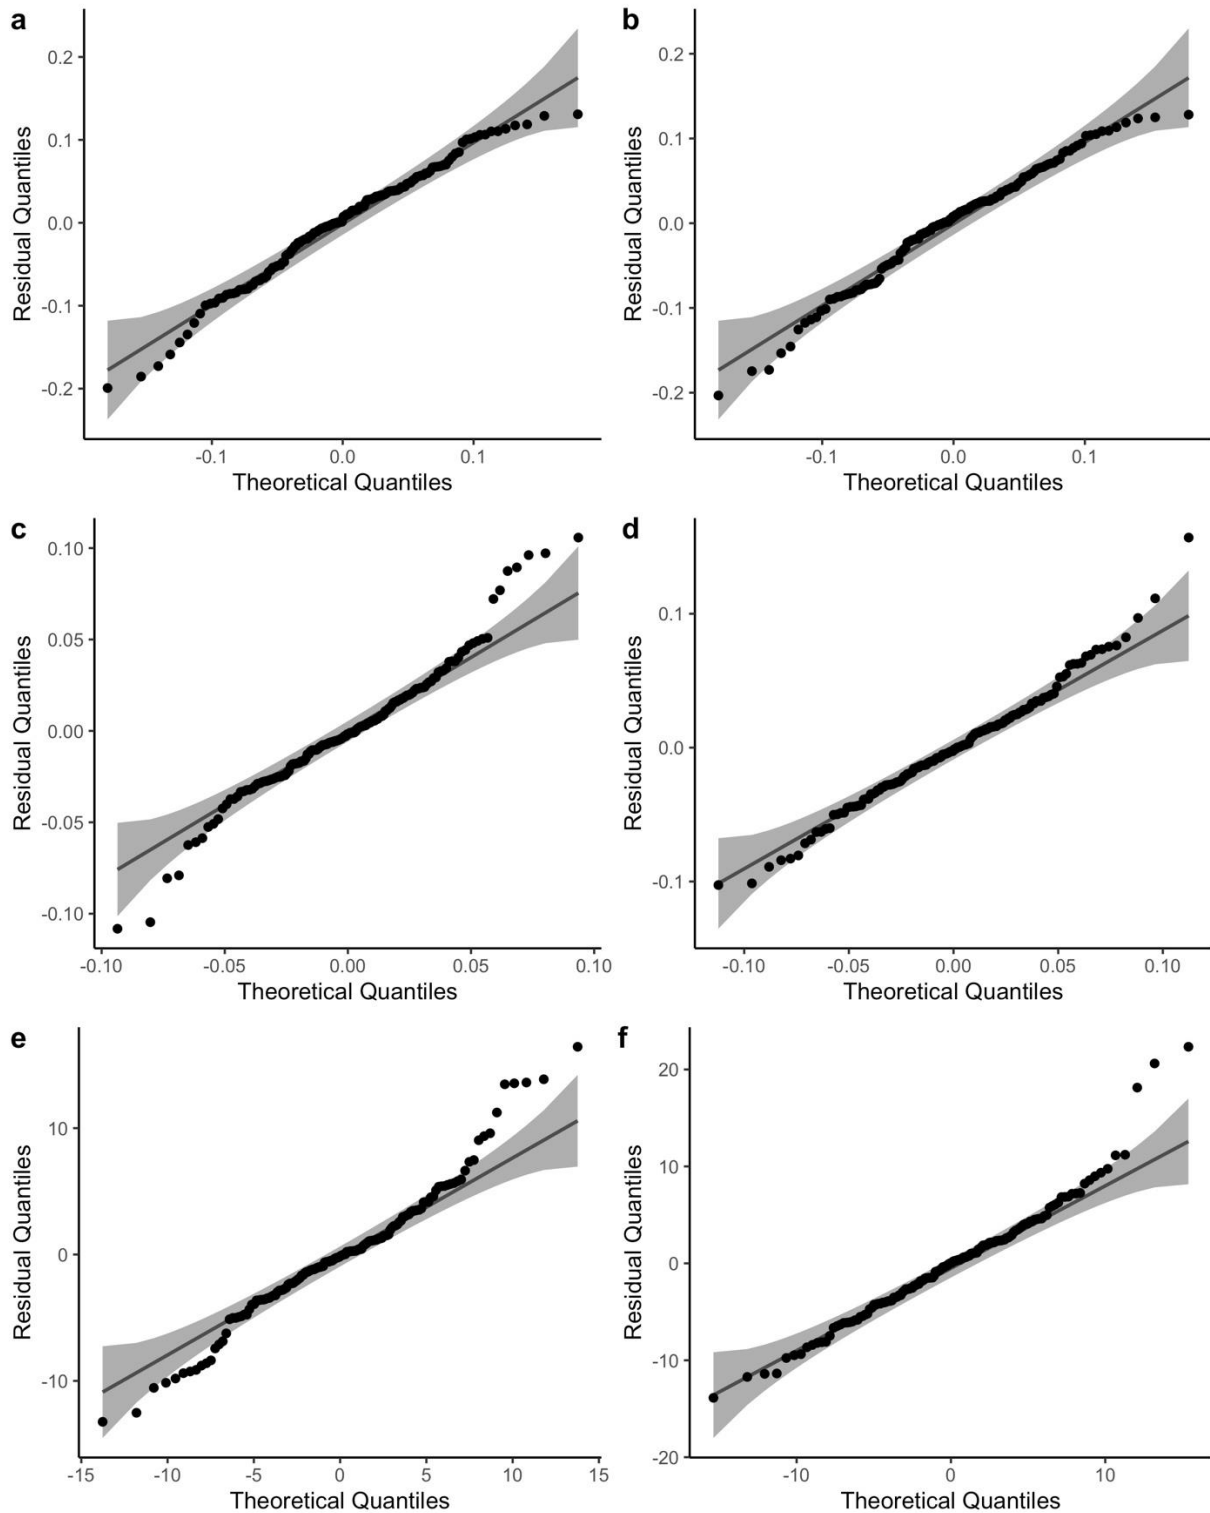 a
0.2
0.1
0.0
-0.1
-0.2
Residual Quantiles
-0.1 0.0 0.1
Theoretical Quantiles
b
0.2
0.1
0.0
-0.1
-0.2
Residual Quantiles
-0.1 0.0 0.1
Theoretical Quantiles
c
0.10
0.05
0.00
-0.05
-0.10
Residual Quantiles
-0.10 -0.05 0.00 0.05 0.10
Theoretical Quantiles
d
0.1
0.0
-0.1
Residual Quantiles
-0.10 -0.05 0.00 0.05 0.10
Theoretical Quantiles
e
10
0
-10
Residual Quantiles
-15 -10 -5 0 5 10 15
Theoretical Quantiles
f
20
10
0
-10
-20
Residual Quantiles
-10 0 10
Theoretical Quantiles